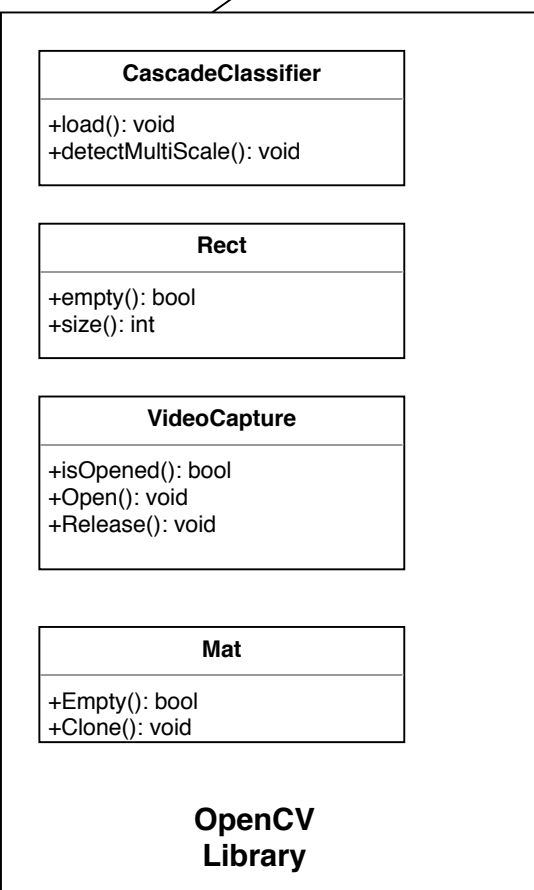 CascadeClassifier
+load(): void
+detectMultiScale(): void
Rect
+empty(): bool
+size(): int
VideoCapture
+isOpened(): bool
+Open(): void
+Release(): void
Mat
+Empty(): bool
+Clone(): void
OpenCV
Library